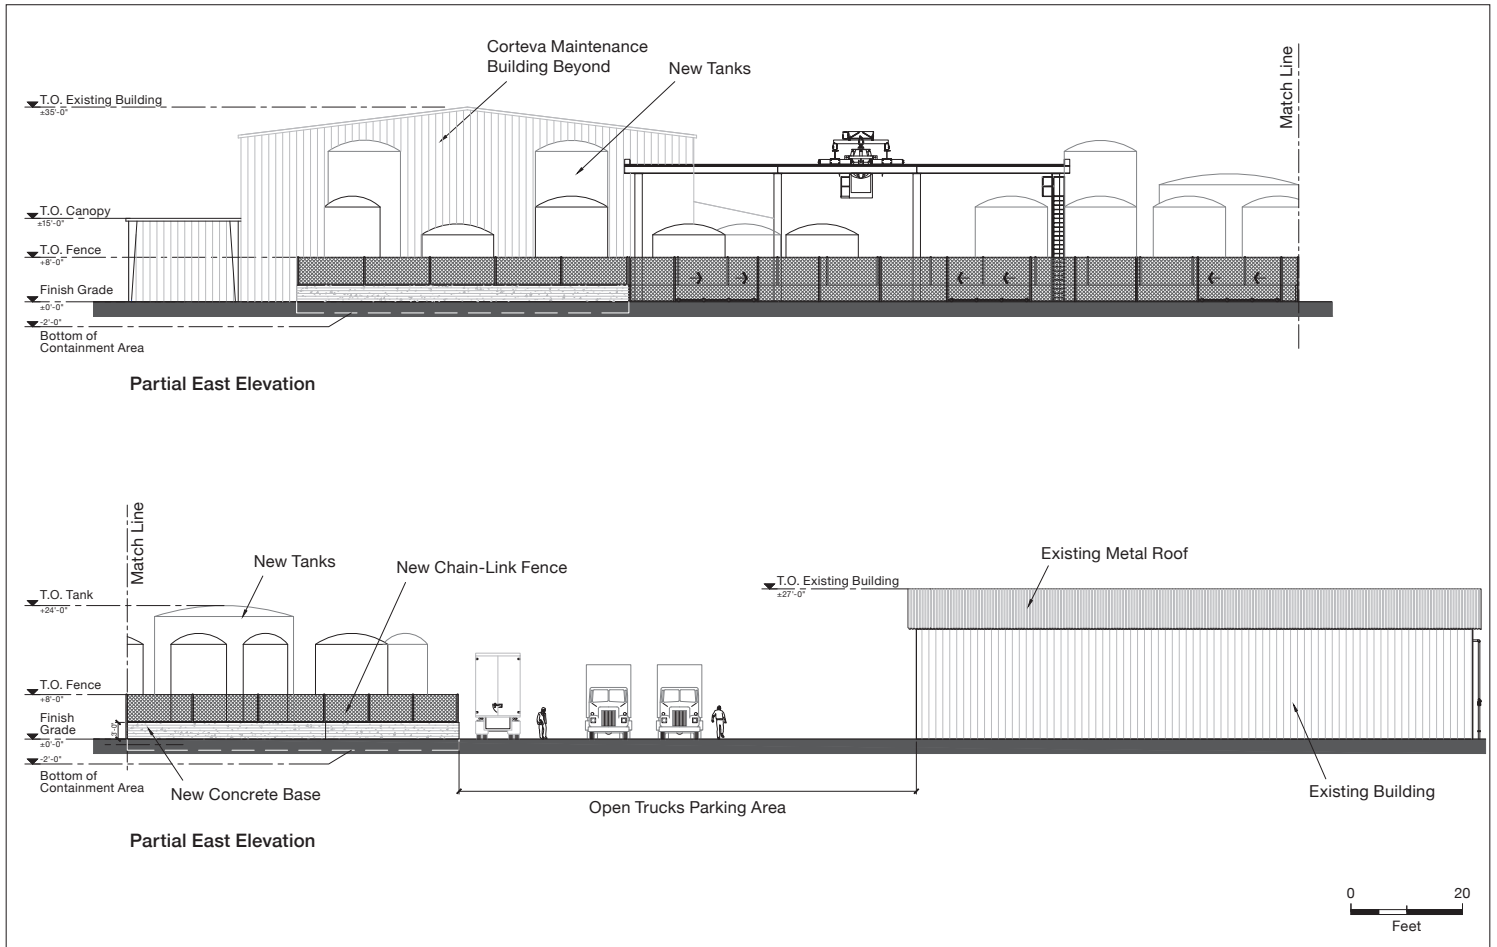 Corteva Maintenance
Building Beyond
New Tanks
Match Line
T.O. Existing Building
±35'-0"
T.O. Canopy
±15'-0"
T.O. Fence
+8'-0"
Finish Grade
±0'-0"
-2'-0"
Bottom of
Containment Area
Partial East Elevation
Match Line
New Tanks
New Chain-Link Fence
Existing Metal Roof
T.O. Existing Building
±27'-0"
T.O. Tank
+24'-0"
T.O. Fence
+8'-0"
Finish
Grade
3'-0"
±0'-0"
-2'-0"
Bottom of
Containment Area
New Concrete Base
Open Trucks Parking Area
Existing Building
Partial East Elevation
0 20
Feet